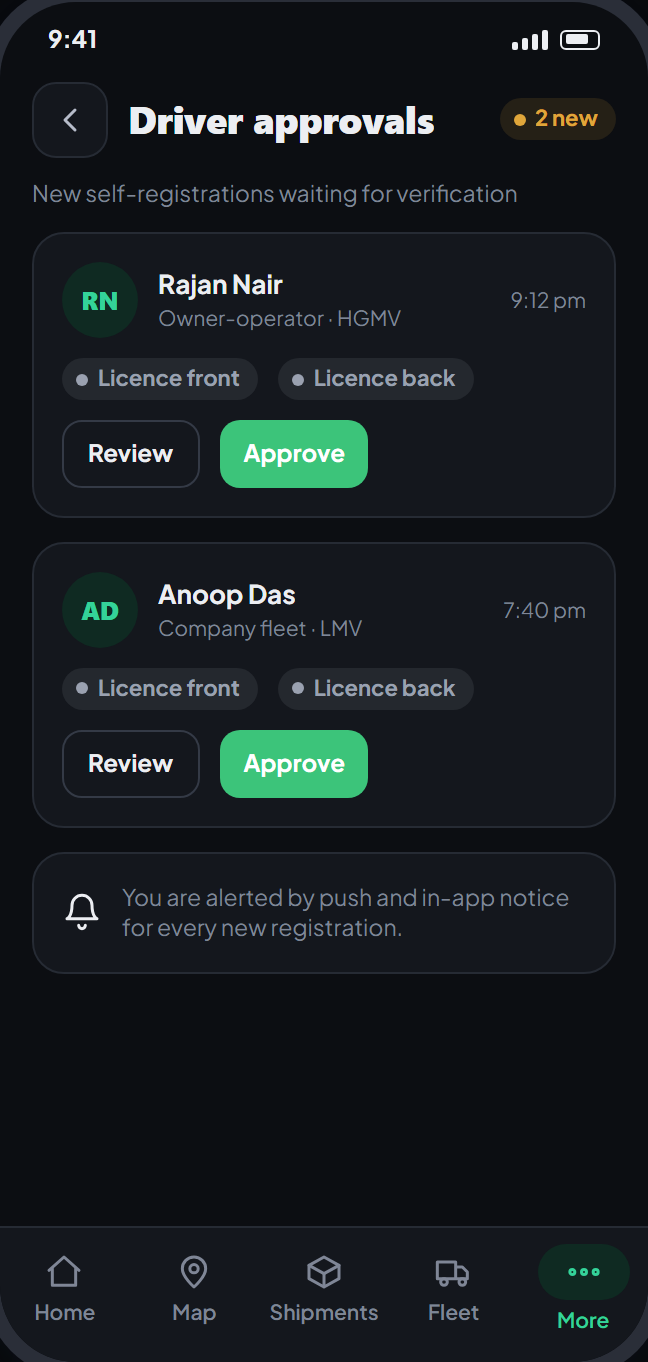 9:41
Driver approvals
2 new
New self-registrations waiting for verification
RN
Rajan Nair
Owner-operator · HGMV
9:12 pm
Licence front
Licence back
Review
Approve
AD
Anoop Das
Company fleet · LMV
7:40 pm
Licence front
Licence back
Review
Approve
You are alerted by push and in-app notice
for every new registration.
Home
Map
Shipments
Fleet
More